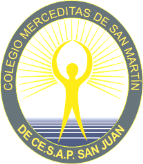 COLEGIO MERCEDITAS DE SAN MARTÍN
DE CE.S.A.P. SAN JUAN